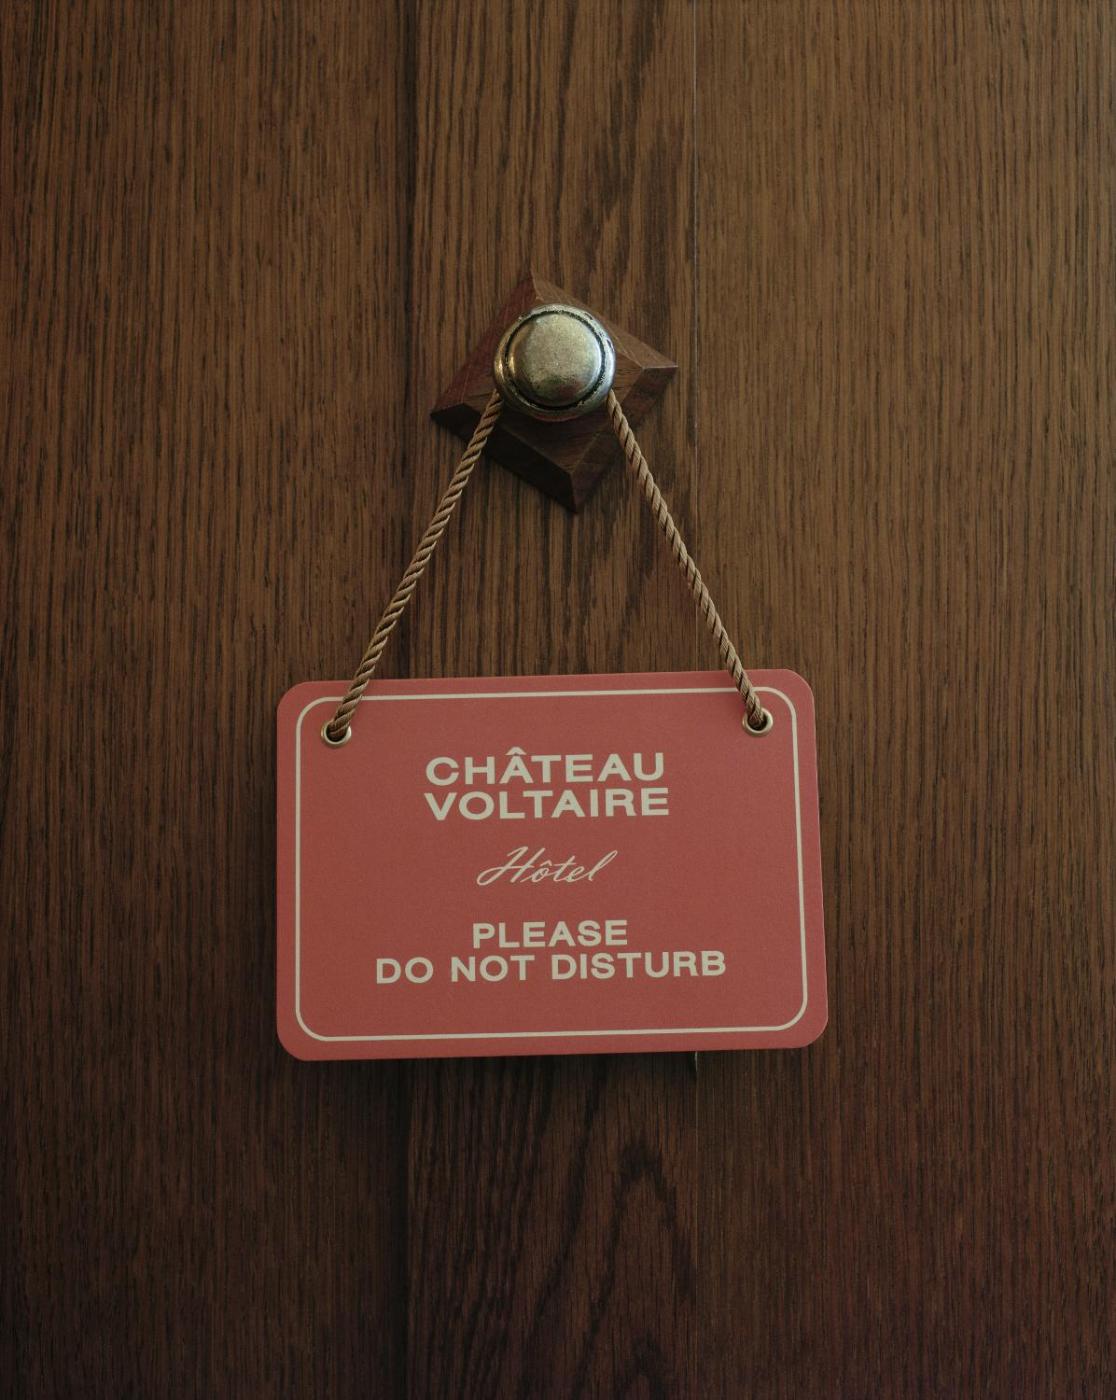 CHÂTEAU
VOLTAIRE
Hôtel
PLEASE
DO NOT DISTURB